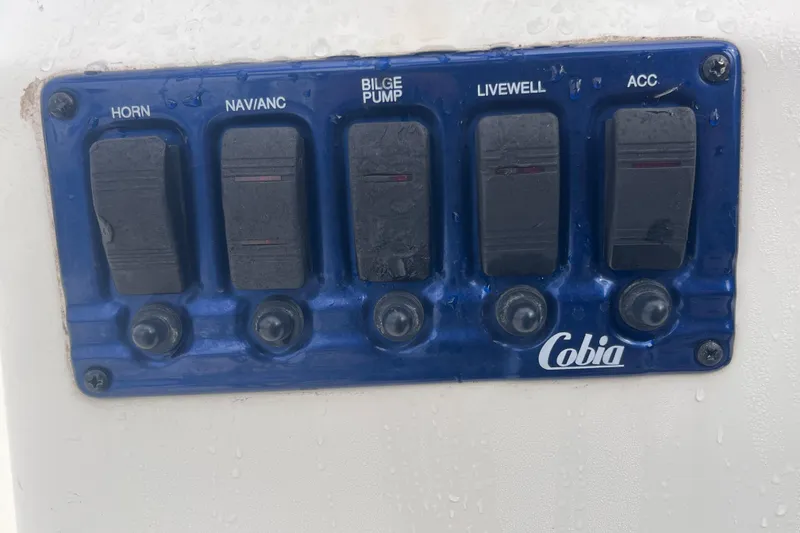 HORN
NAV/ANC
BILGE
PUMP
LIVEWELL
ACC
Cobia